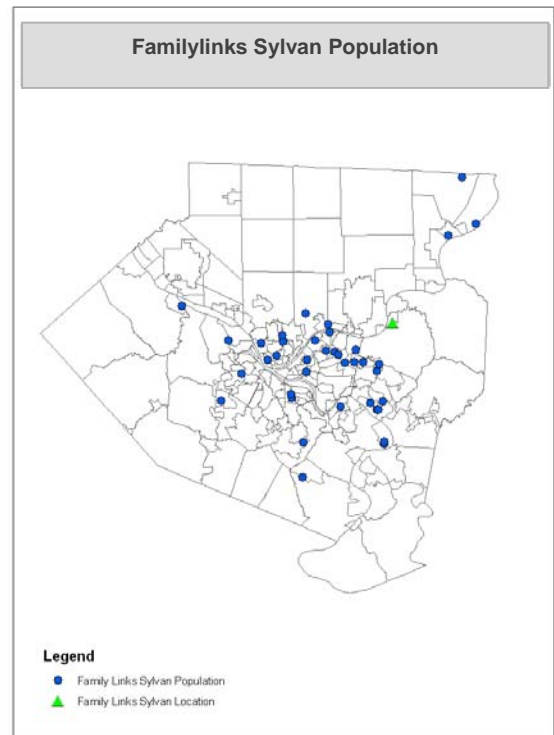 Familylinks Sylvan Population
Legend
Family Links Sylvan Population
Family Links Sylvan Location